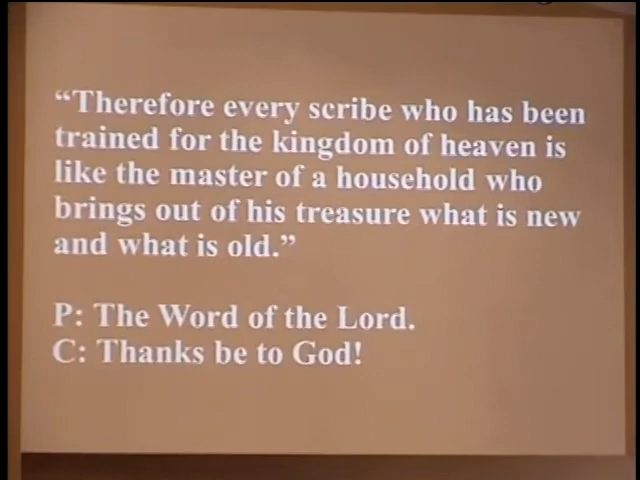 “Therefore every scribe who has been
trained for the kingdom of heaven is
like the master of a household who
brings out of his treasure what is new
and what is old.”
P: The Word of the Lord.
C: Thanks be to God!